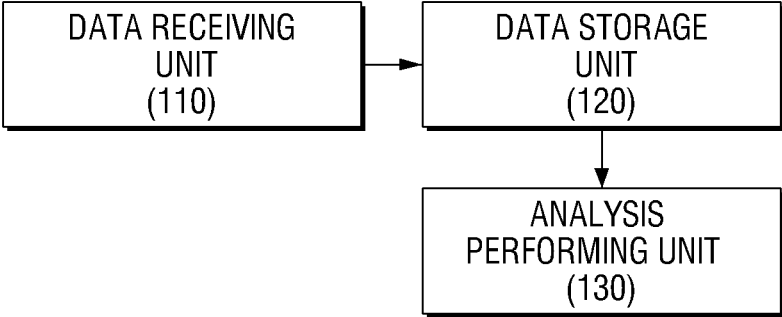 DATA RECEIVING
UNIT
(110)
DATA STORAGE
UNIT
(120)
ANALYSIS
PERFORMING UNIT
(130)